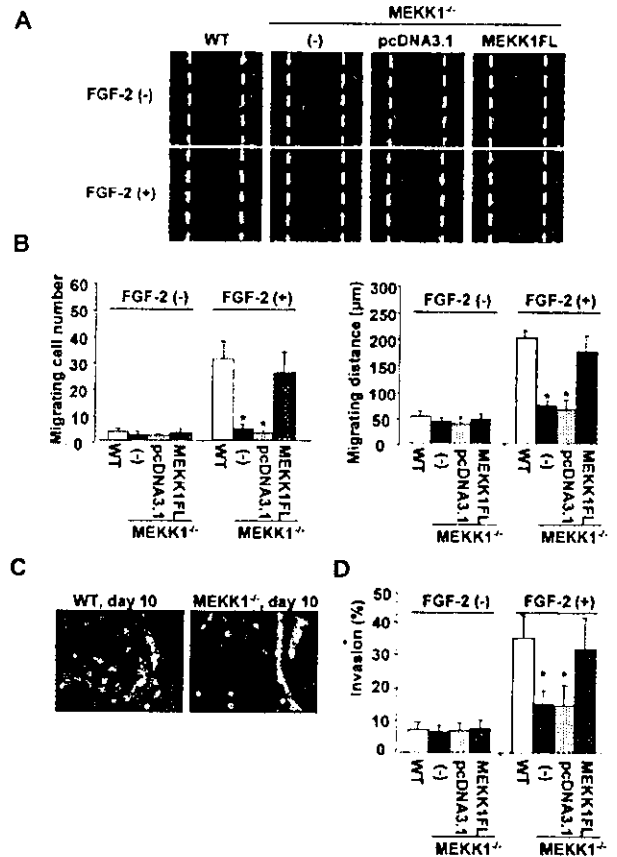 A
MEKK1-/-
WT (-) pcDNA3.1 MEKK1FL
FGF-2 (-)
FGF-2 (+)
B
Migrating cell number
60
50
40
30
20
10
0
FGF-2 (-) FGF-2 (+)
* *
WT (-) pcDNA3.1 MEKK1FL WT (-) pcDNA3.1 MEKK1FL
MEKK1-/- MEKK1-/-
Migrating distance (μm)
300
250
200
150
100
50
0
FGF-2 (-) FGF-2 (+)
* *
WT (-) pcDNA3.1 MEKK1FL WT (-) pcDNA3.1 MEKK1FL
MEKK1-/- MEKK1-/-
C
WT, day 10 MEKK1-/-, day 10
D
Invasion (%)
50
40
30
20
10
0
FGF-2 (-) FGF-2 (+)
* *
WT (-) pcDNA3.1 MEKK1FL WT (-) pcDNA3.1 MEKK1FL
MEKK1-/- MEKK1-/-